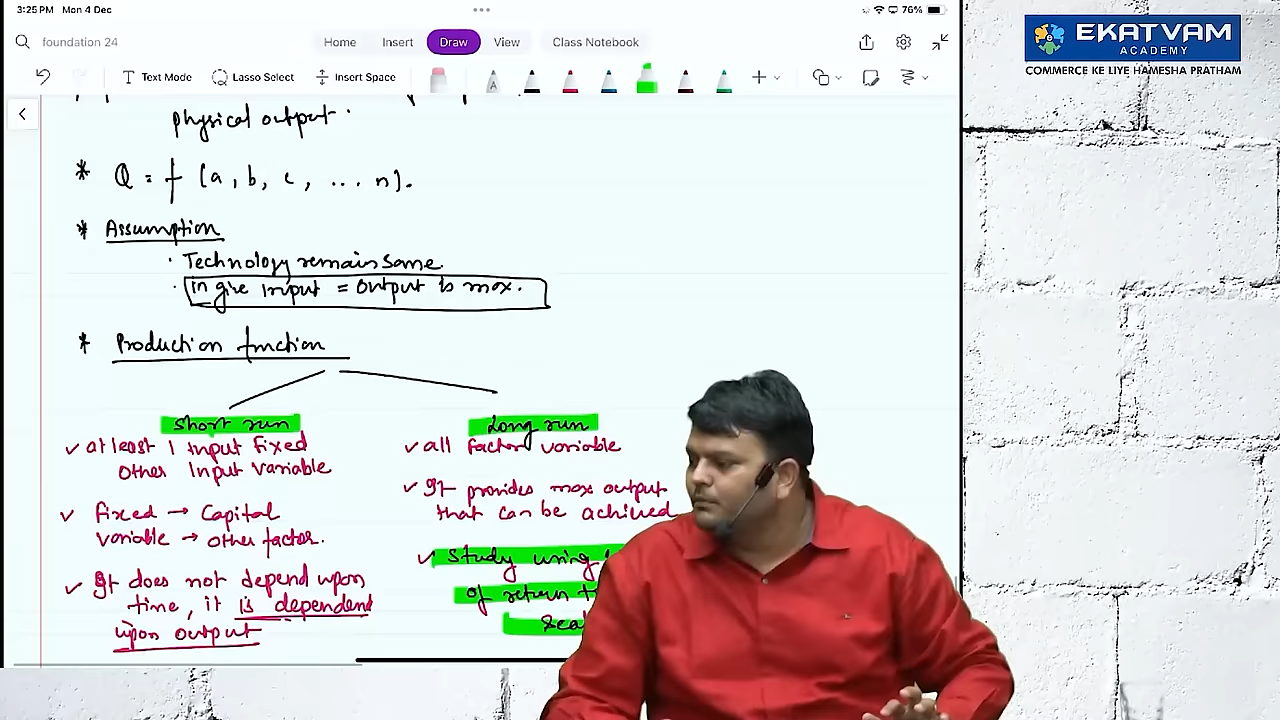 3:25 PM Mon 4 Dec
76%
foundation 24
Home Insert Draw View Class Notebook
Text Mode Lasso Select Insert Space
EKATVAM
ACADEMY
COMMERCE KE LIYE HAMESHA PRATHAM
physical output.
* Q = f (a, b, c, ... n).
* Assumption
. Technology remain same.
. in give input = output is max.
* Production function
Short run
✓ at least 1 input fixed
other input variable
✓ fixed → Capital
variable → other factor.
✓ It does not depend upon
time, it is dependent
upon output
Long run
✓ all factor variable
✓ It provides max output
that can be achieved
✓ Study using
of return